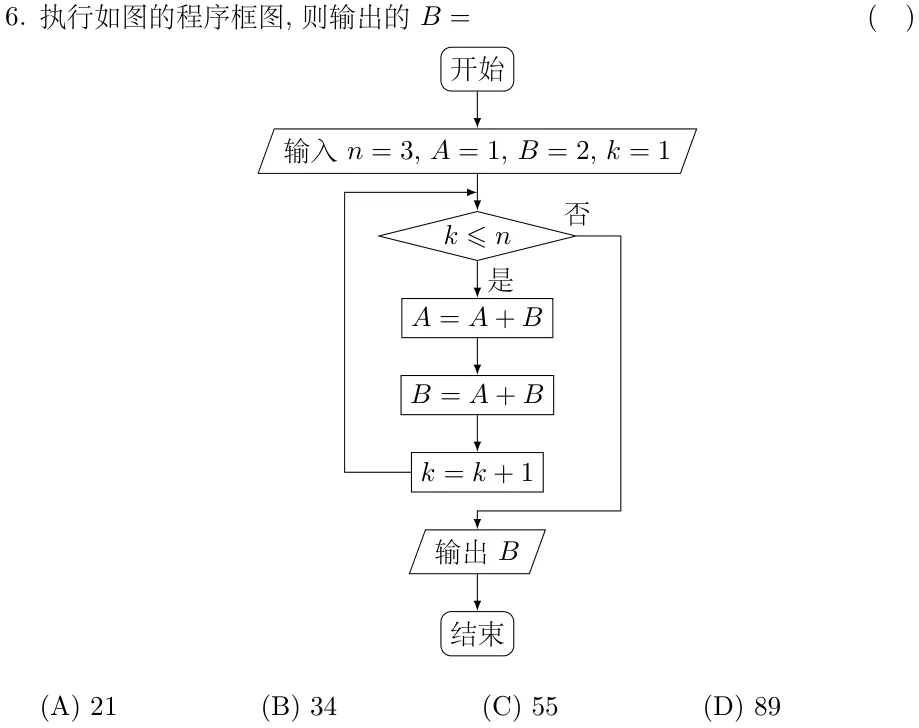 6. 执行如图的程序框图, 则输出的 B = ( )
开始
输入 n = 3, A = 1, B = 2, k = 1
k ⩽ n
否
是
A = A + B
B = A + B
k = k + 1
输出 B
结束
(A) 21 (B) 34 (C) 55 (D) 89